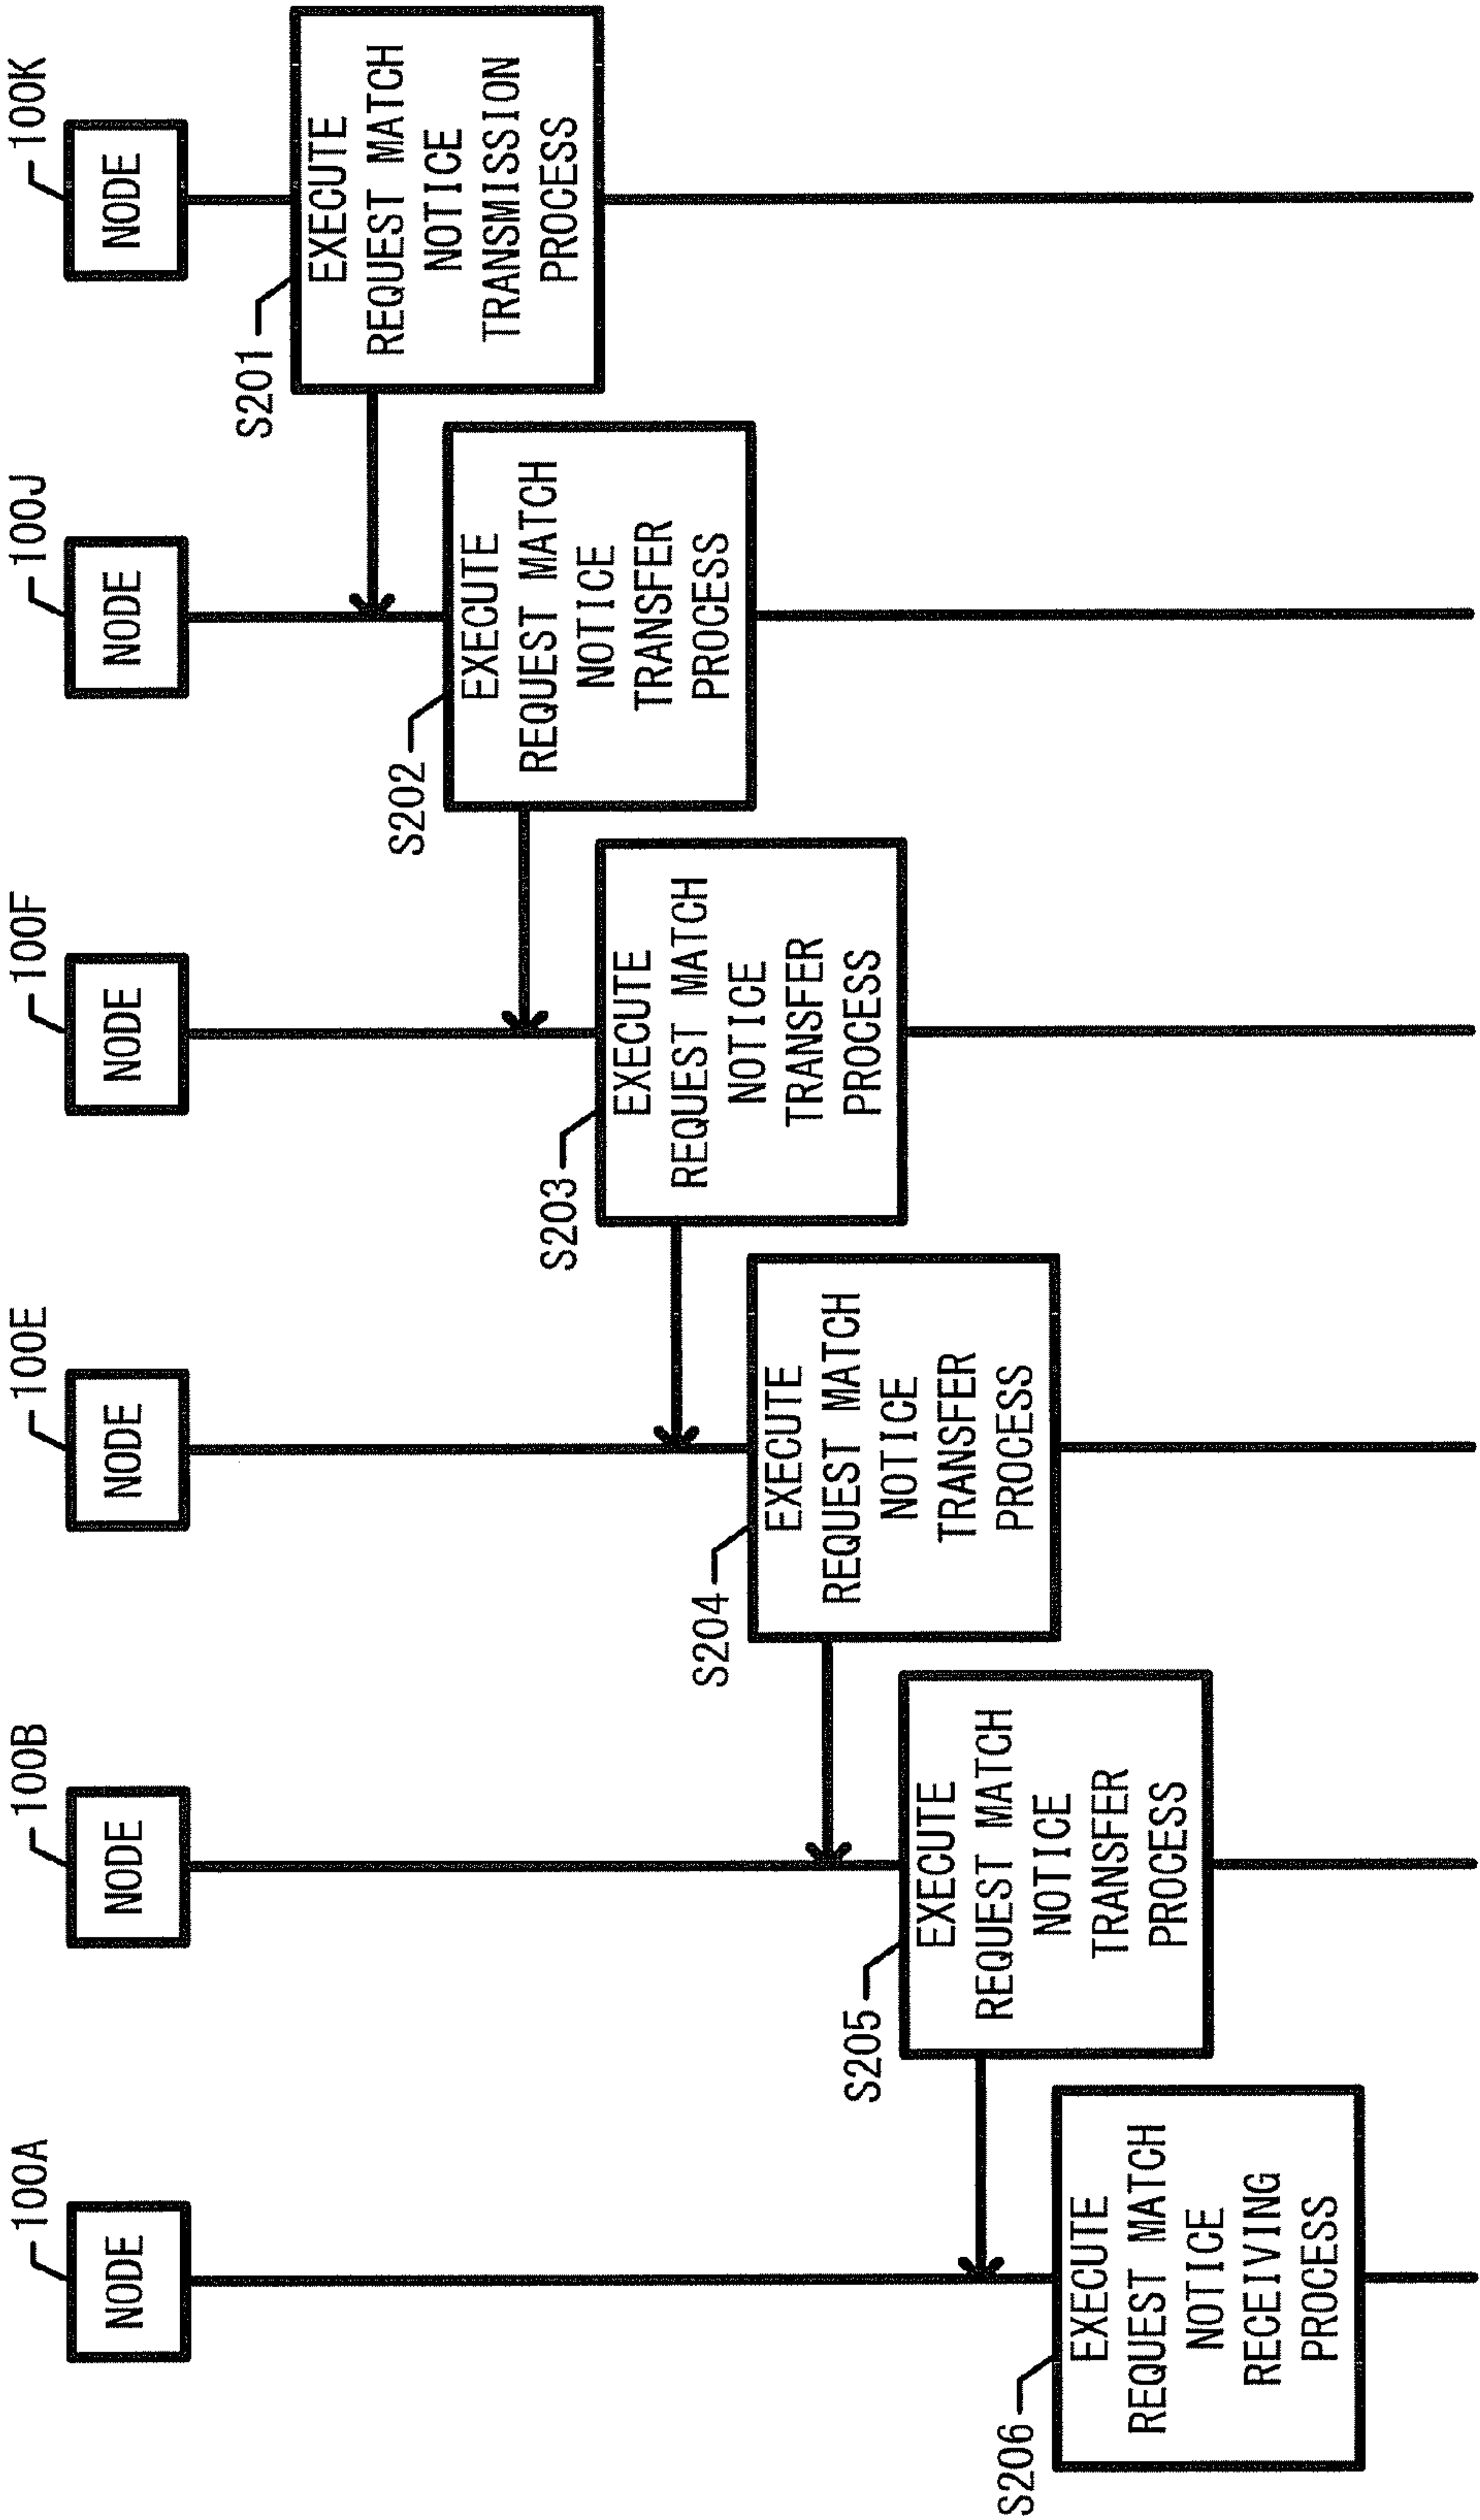 100A
100B
100E
100F
100J
100K
NODE
NODE
NODE
NODE
NODE
NODE
S201
EXECUTE
REQUEST MATCH
NOTICE
TRANSMISSION
PROCESS
S202
EXECUTE
REQUEST MATCH
NOTICE
TRANSFER
PROCESS
S203
EXECUTE
REQUEST MATCH
NOTICE
TRANSFER
PROCESS
S204
EXECUTE
REQUEST MATCH
NOTICE
TRANSFER
PROCESS
S205
EXECUTE
REQUEST MATCH
NOTICE
TRANSFER
PROCESS
S206
EXECUTE
REQUEST MATCH
NOTICE
RECEIVING
PROCESS